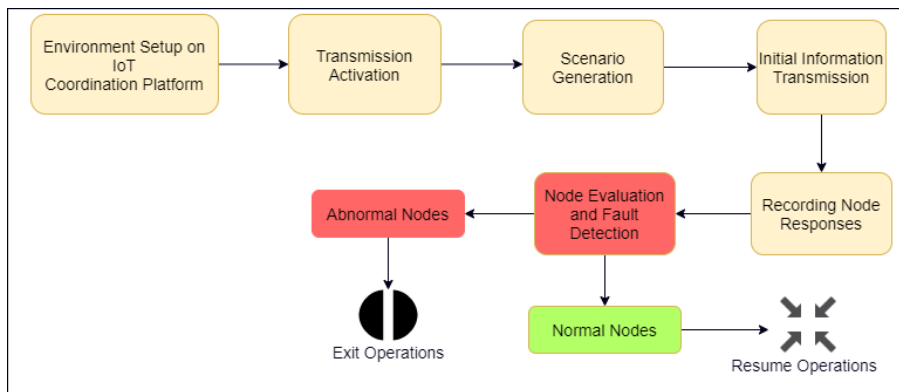 Environment Setup on
IoT
Coordination Platform
Transmission
Activation
Scenario
Generation
Initial Information
Transmission
Recording Node
Responses
Node Evaluation
and Fault
Detection
Abnormal Nodes
Exit Operations
Normal Nodes
Resume Operations